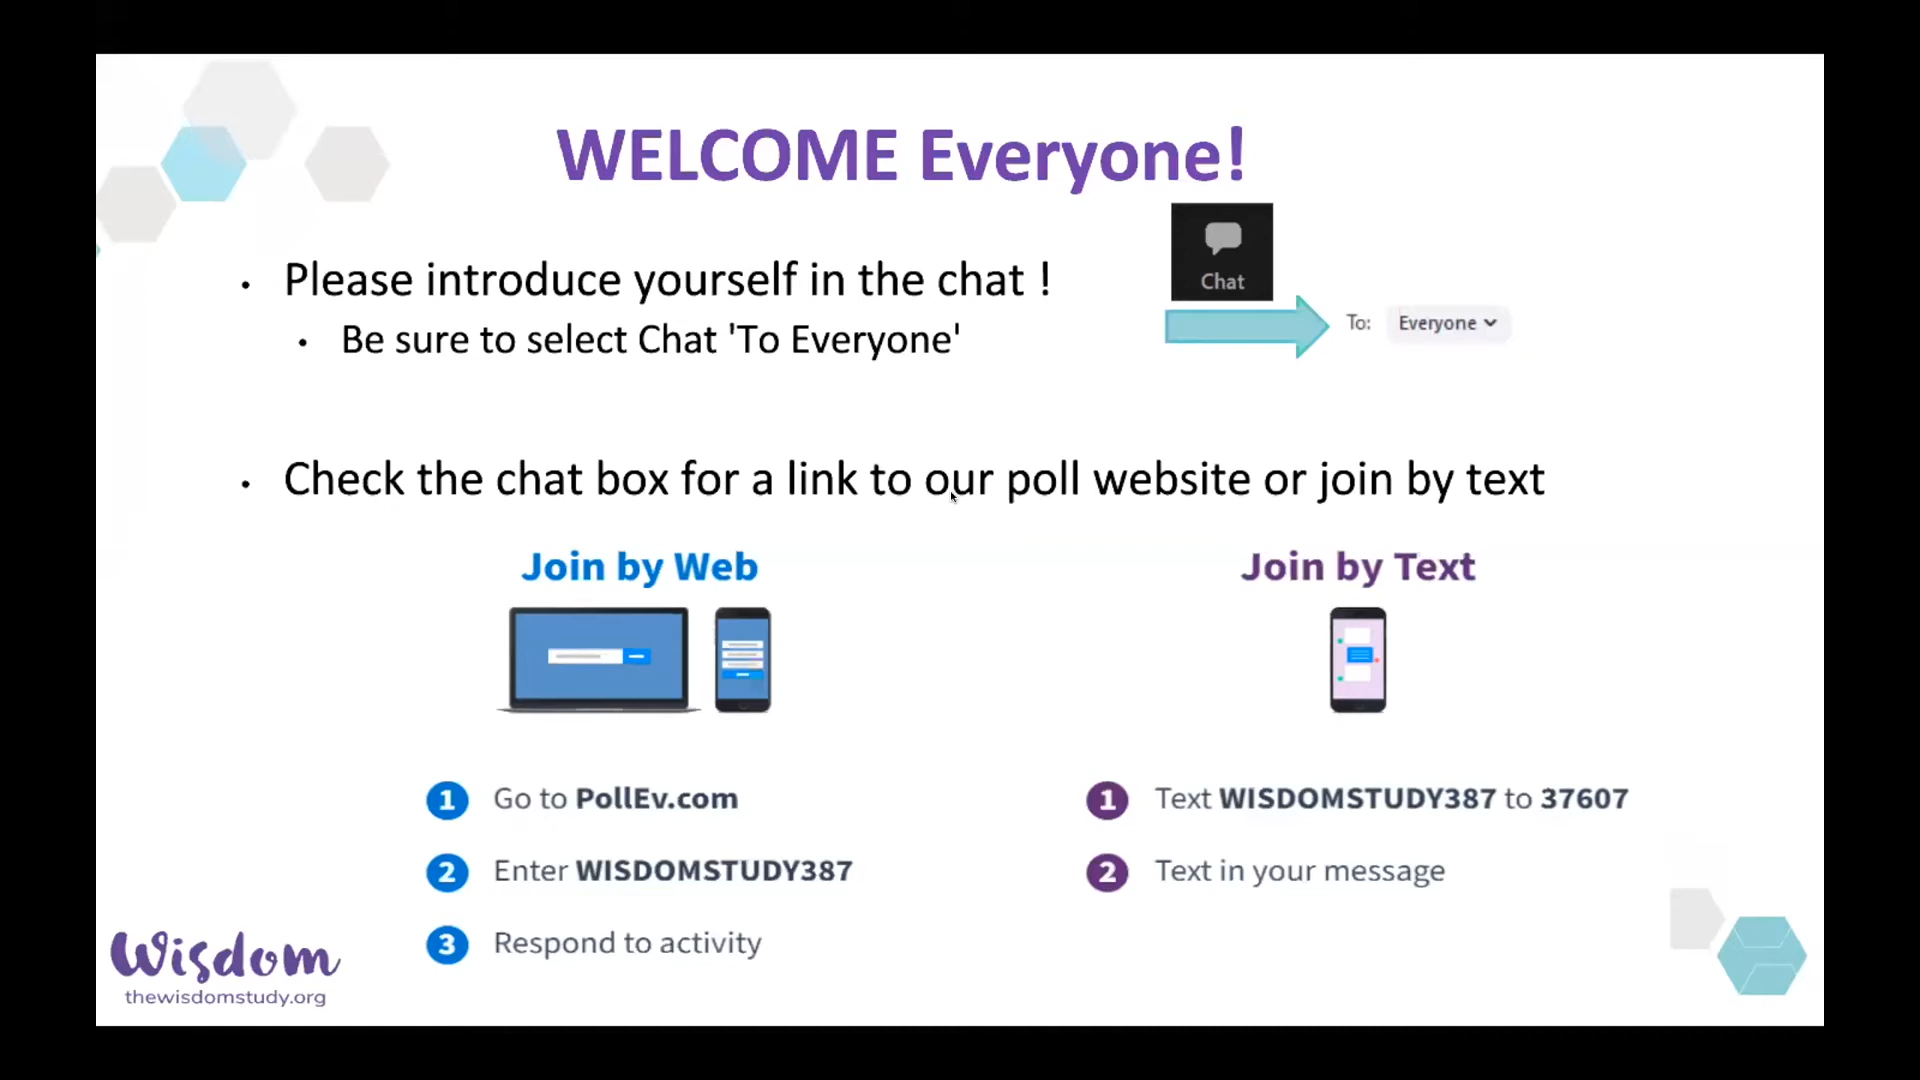 WELCOME Everyone!
Chat
• Please introduce yourself in the chat !
To: Everyone
• Be sure to select Chat 'To Everyone'
• Check the chat box for a link to our poll website or join by text
Join by Web
1 Go to PollEv.com
2 Enter WISDOMSTUDY387
3 Respond to activity
Join by Text
1 Text WISDOMSTUDY387 to 37607
2 Text in your message
Wisdom
thewisdomstudy.org